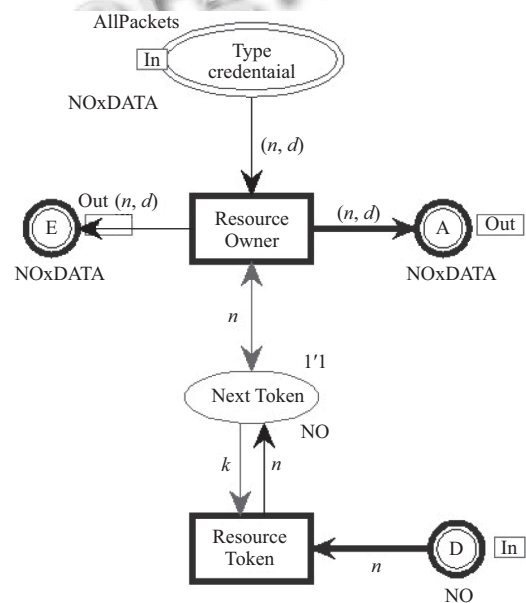 AllPackets
Type
credentaial
In
NOxDATA
(n, d)
Out (n, d)
E
Resource
Owner
(n, d)
A
Out
NOxDATA
NOxDATA
n
1'1
Next Token
NO
k
n
Resource
Token
n
D
In
NO